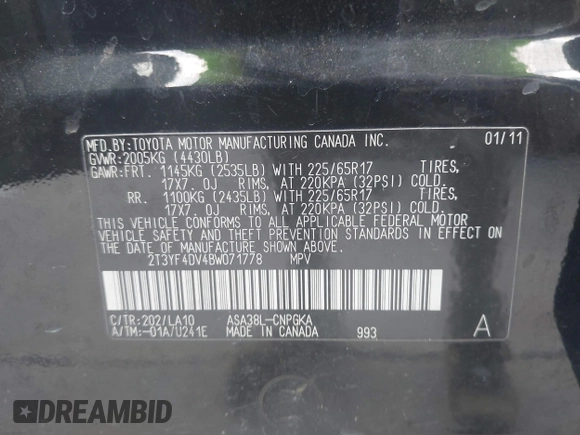 MFD.BY:TOYOTA MOTOR MANUFACTURING CANADA INC. 01/11
GVWR:2005KG (4430LB)
GAWR:FRT. 1145KG (2535LB) WITH 225/65R17 TIRES,
17X7.0J RIMS, AT 220KPA (32PSI) COLD.
RR. 1100KG (2435LB) WITH 225/65R17 TIRES,
17X7.0J RIMS, AT 220KPA (32PSI) COLD.
THIS VEHICLE CONFORMS TO ALL APPLICABLE FEDERAL MOTOR
VEHICLE SAFETY AND THEFT PREVENTION STANDARDS IN EFFECT ON
THE DATE OF MANUFACTURE SHOWN ABOVE.
2T3YF4DV4BW071778 MPV
C/TR:202/LA10 ASA38L-CNPGKA
A/TM:-01A/U241E MADE IN CANADA 993 A
DREAMBID